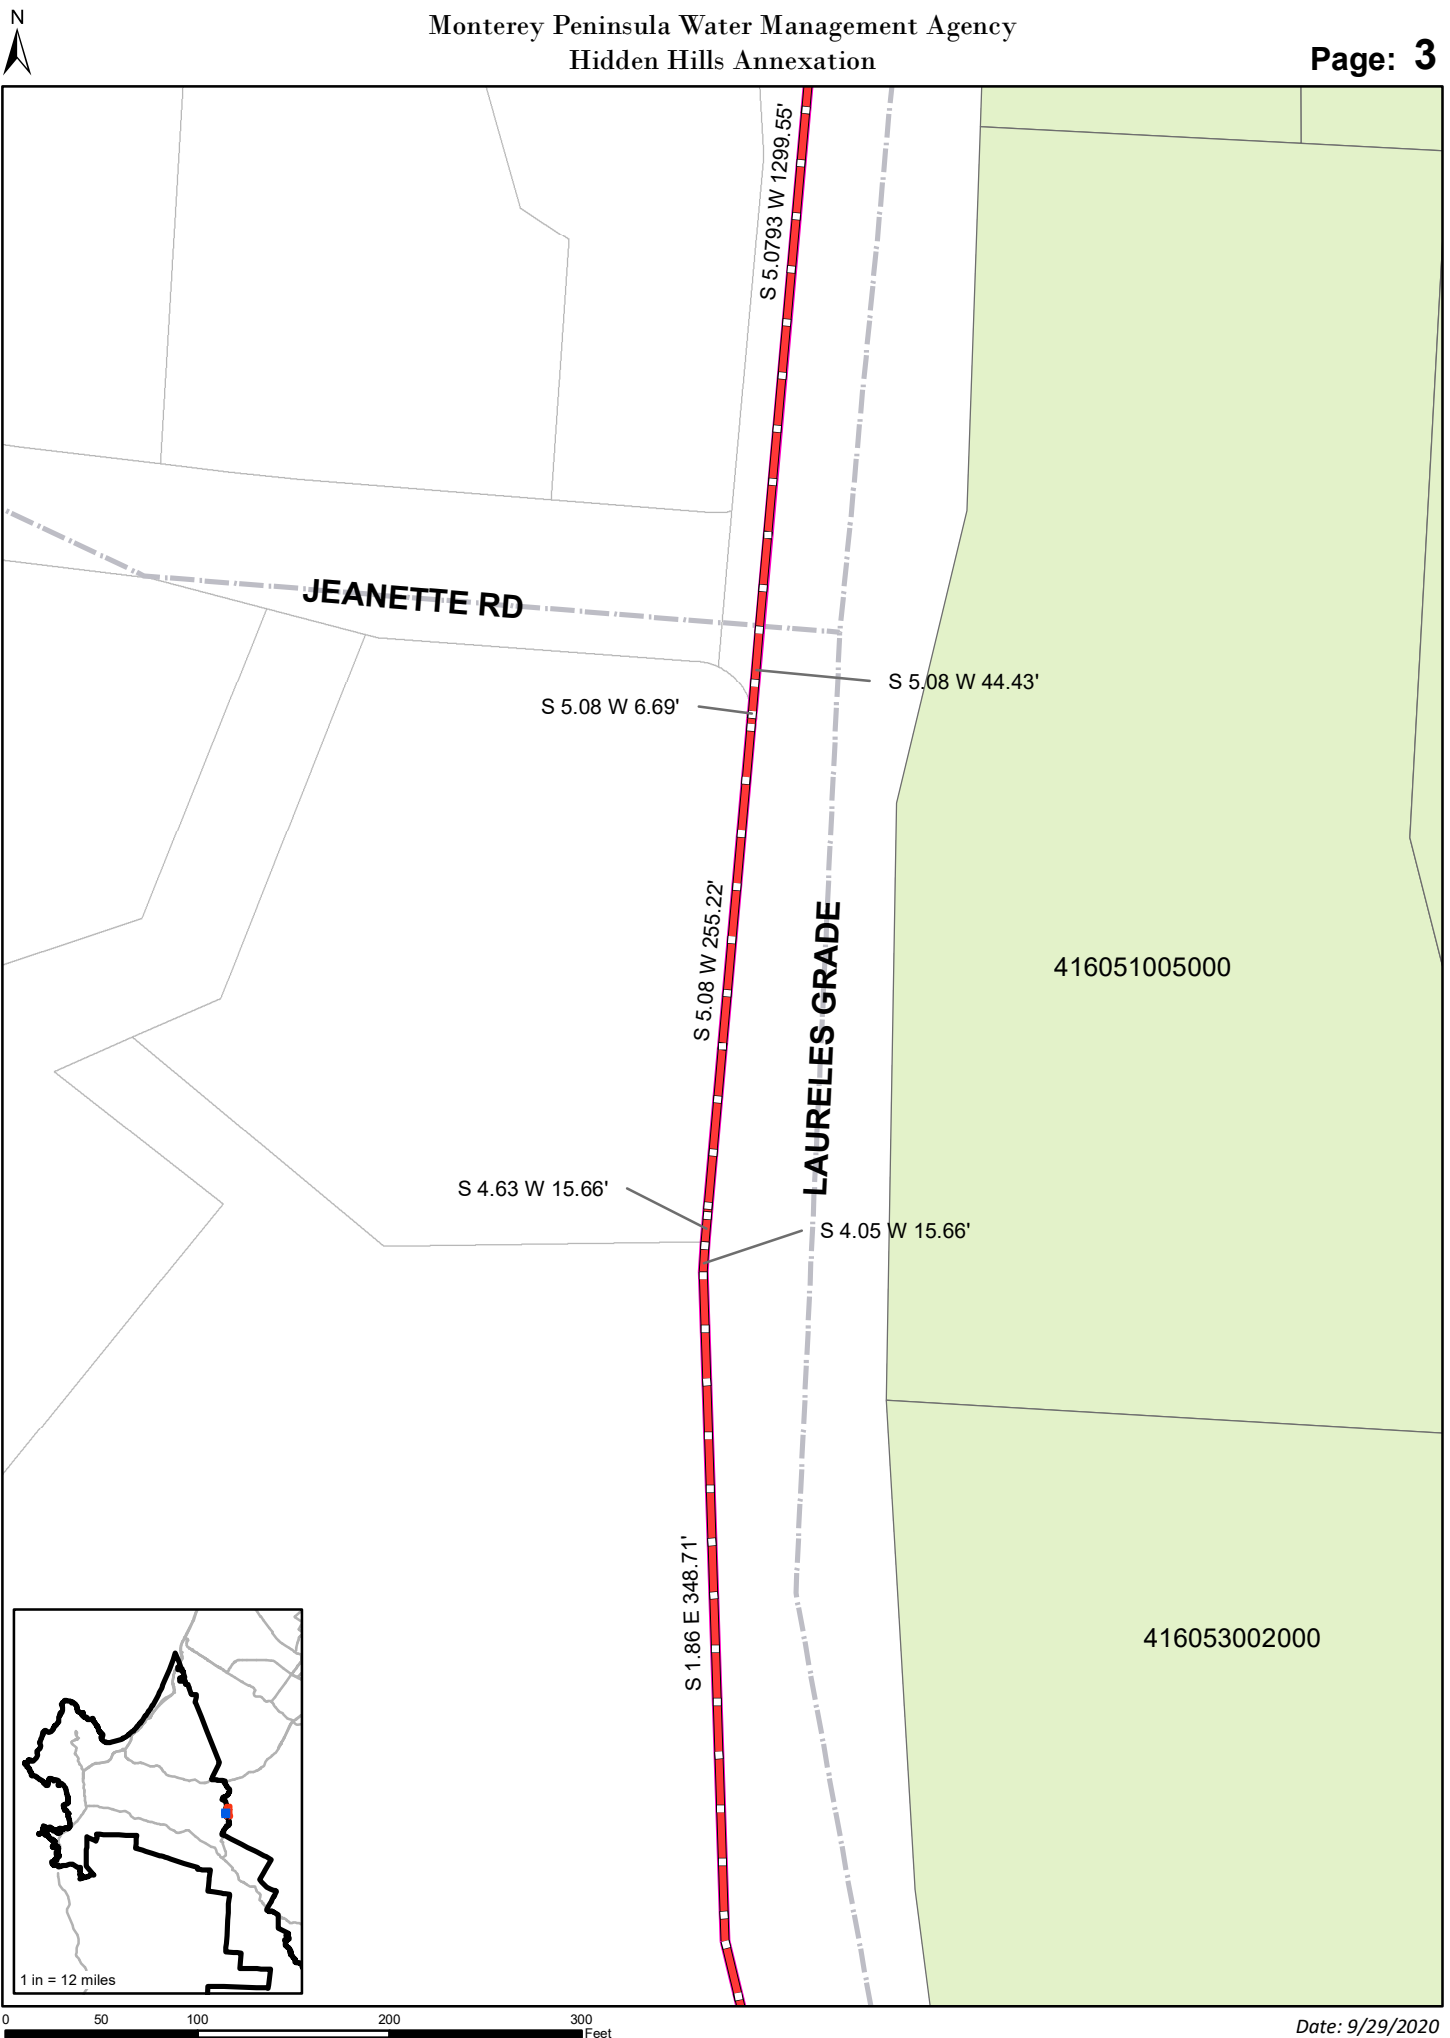 N
Monterey Peninsula Water Management Agency
Hidden Hills Annexation
Page: 3
S 5.0793 W 1299.55'
JEANETTE RD
S 5.08 W 44.43'
S 5.08 W 6.69'
S 5.08 W 255.22'
LAURELES GRADE
416051005000
S 4.63 W 15.66'
S 4.05 W 15.66'
S 1.86 E 348.71'
416053002000
1 in = 12 miles
0 50 100 200 300
Feet
Date: 9/29/2020